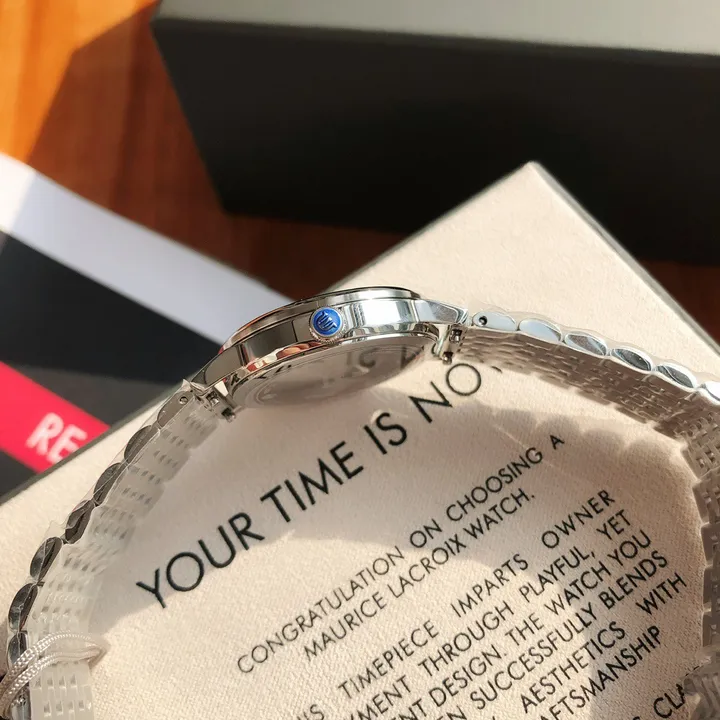 RE
YOUR TIME IS NO
CONGRATULATION ON CHOOSING A
MAURICE LACROIX WATCH.
TIMEPIECE IMPARTS OWNER
THROUGH PLAYFUL, YET
DESIGN. THE WATCH YOU
SUCCESSFULLY BLENDS
AESTHETICS WITH